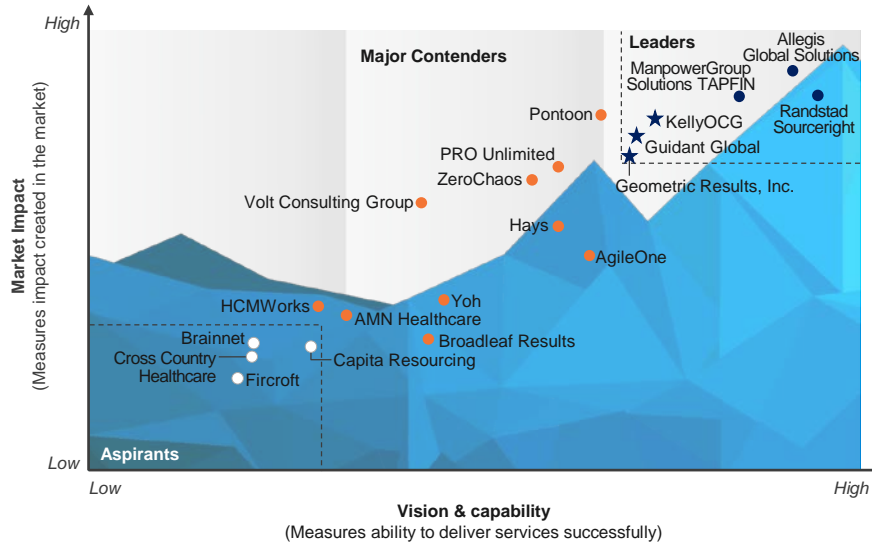 High
Major Contenders
Leaders
Allegis
Global Solutions
ManpowerGroup
Solutions TAPFIN
Randstad
Sourceright
Pontoon
KellyOCG
Guidant Global
PRO Unlimited
ZeroChaos
Geometric Results, Inc.
Volt Consulting Group
Hays
AgileOne
HCMWorks
Yoh
AMN Healthcare
Broadleaf Results
Brainnet
Cross Country
Healthcare
Capita Resourcing
Fircroft
Aspirants
Market Impact
(Measures impact created in the market)
Low
Low
High
Vision & capability
(Measures ability to deliver services successfully)